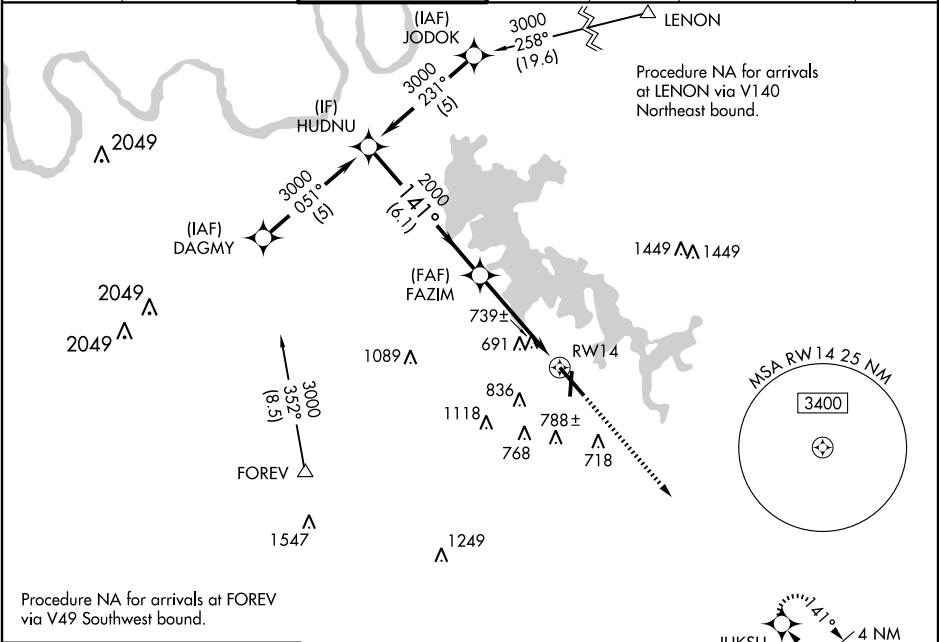 (IAF)
JODOK
3000
258°
(19.6)
LENON
3000
231°
(5)
Procedure NA for arrivals
at LENON via V140
Northeast bound.
(IF)
HUDNU
2049
3000
051°
(5)
2000
141°
(6.1)
(IAF)
DAGMY
1449
1449
(FAF)
FAZIM
2049
2049
739±
691
RW14
1089
MSA RW14 25 NM
3400
3000
352°
(8.5)
836
1118
788±
768
718
FOREV
1547
1249
Procedure NA for arrivals at FOREV
via V49 Southwest bound.
141°
4 NM